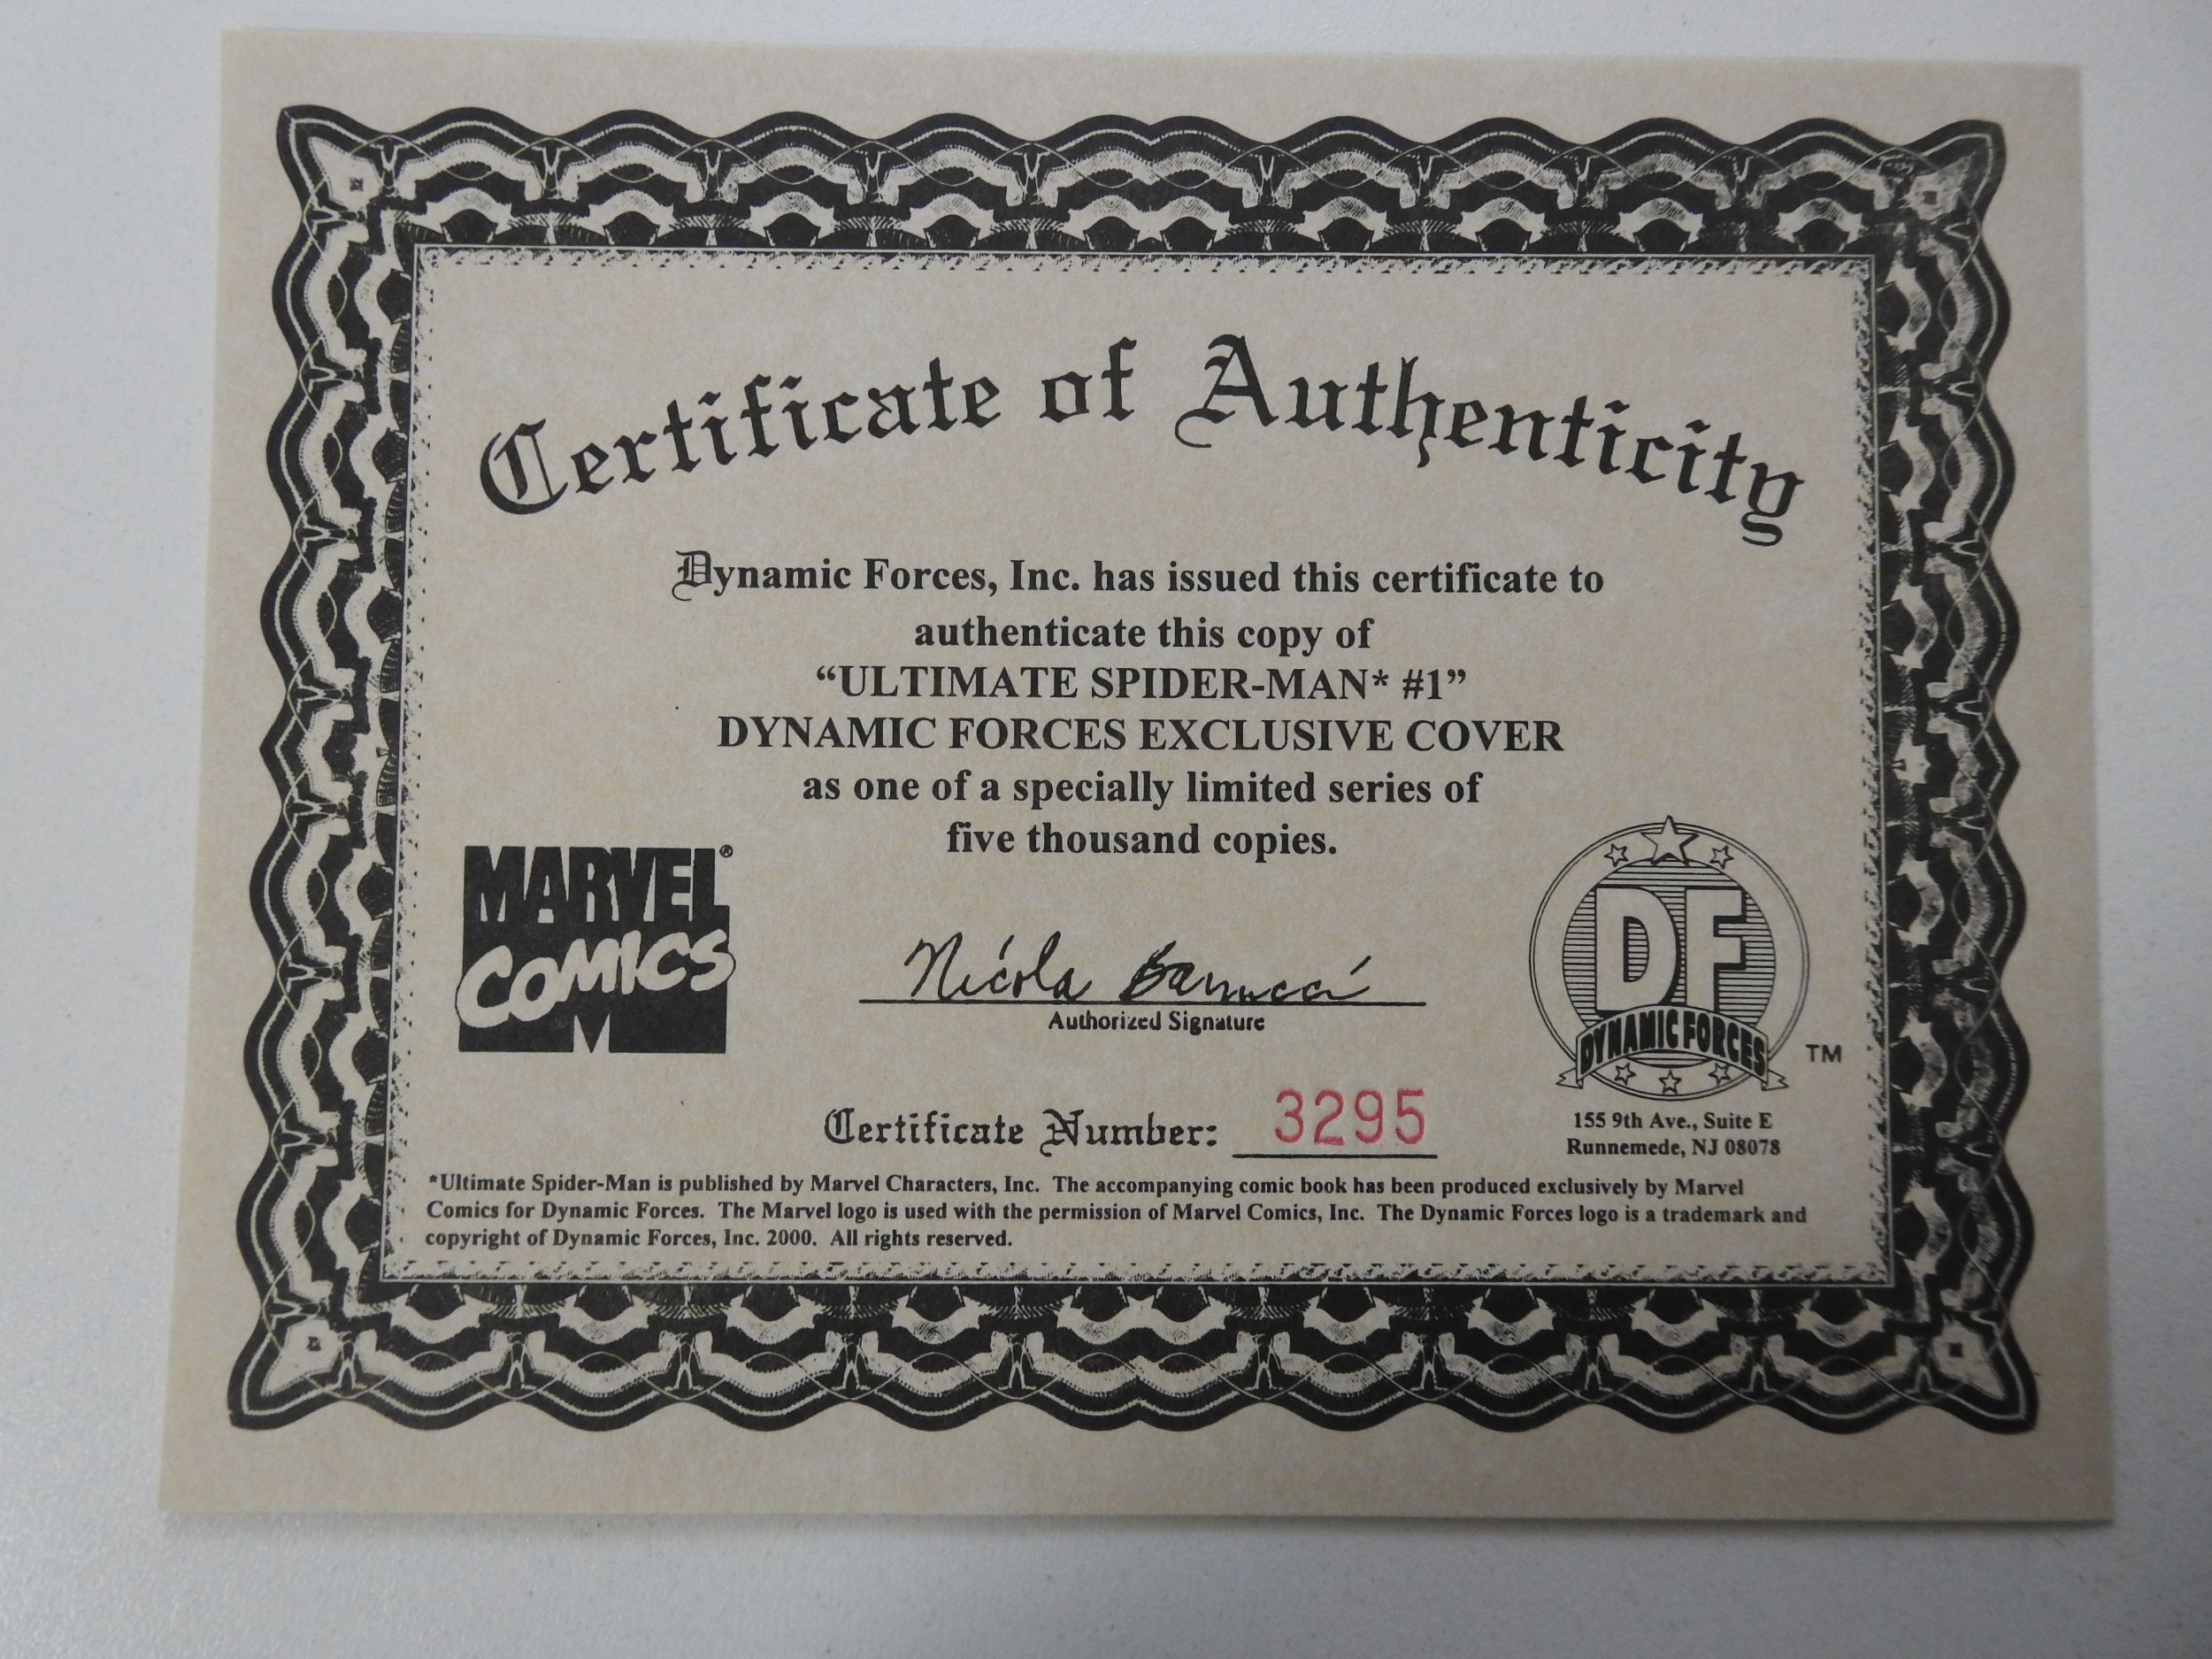 Certificate of Authenticity
Dynamic Forces, Inc. has issued this certificate to
authenticate this copy of
“ULTIMATE SPIDER-MAN* #1”
DYNAMIC FORCES EXCLUSIVE COVER
as one of a specially limited series of
five thousand copies.
MARVEL®
COMICS
Nicola Barrucci
Authorized Signature
DF
DYNAMIC FORCES
TM
Certificate Number: 3295
155 9th Ave., Suite E
Runnemede, NJ 08078
*Ultimate Spider-Man is published by Marvel Characters, Inc. The accompanying comic book has been produced exclusively by Marvel
Comics for Dynamic Forces. The Marvel logo is used with the permission of Marvel Comics, Inc. The Dynamic Forces logo is a trademark and
copyright of Dynamic Forces, Inc. 2000. All rights reserved.